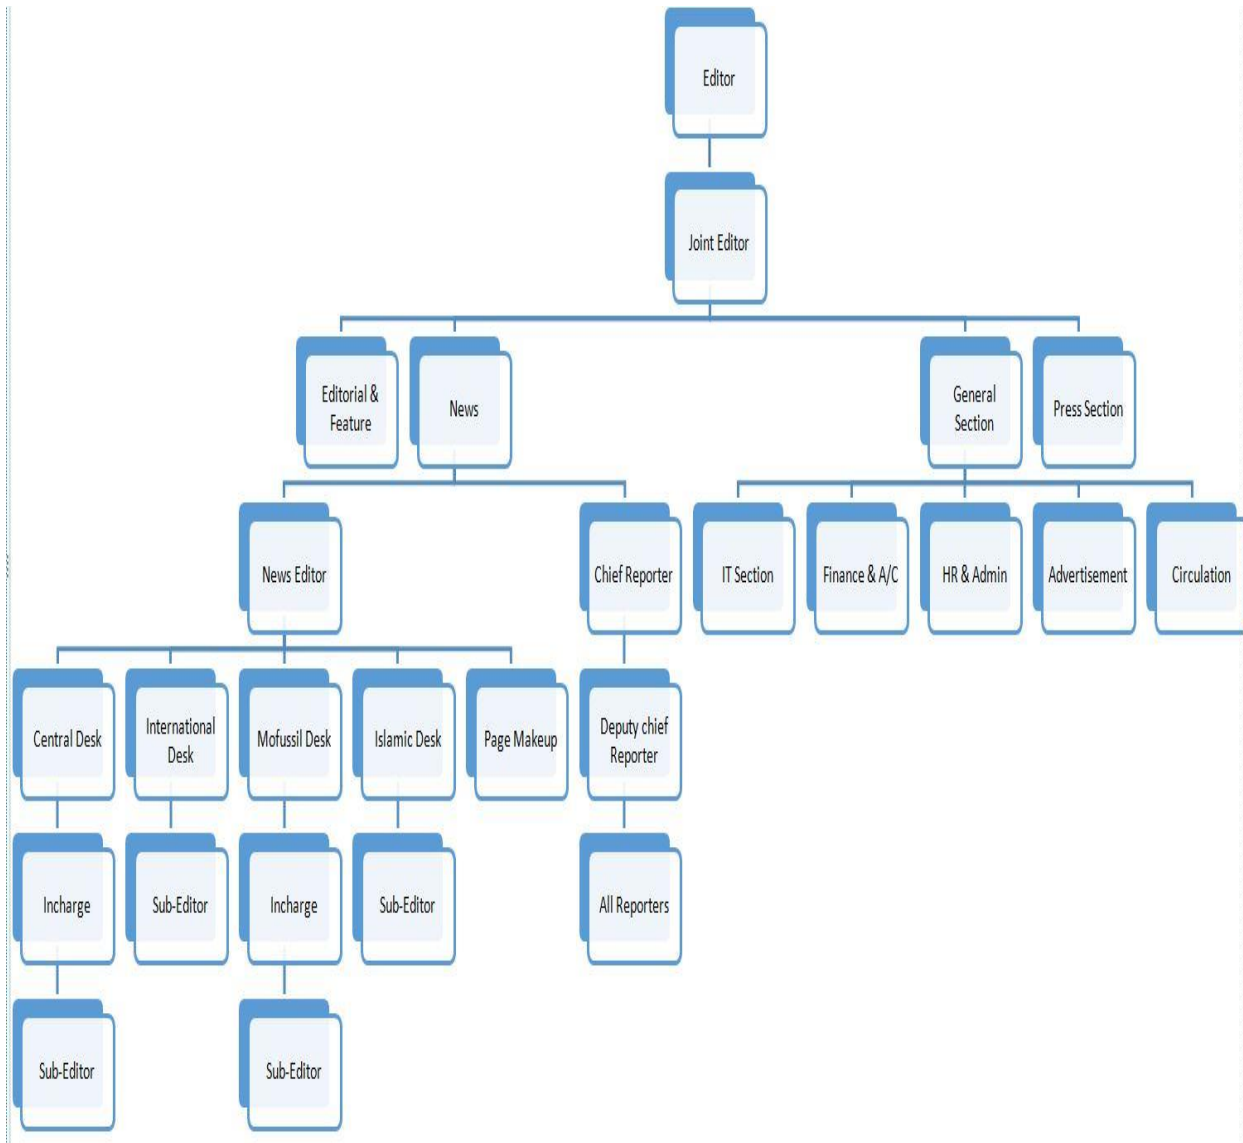 Editor
Joint Editor
Editorial &
Feature
News
General
Section
Press Section
News Editor
Chief Reporter
IT Section
Finance & A/C
HR & Admin
Advertisement
Circulation
Central Desk
International
Desk
Mofussil Desk
Islamic Desk
Page Makeup
Deputy chief
Reporter
Incharge
Sub-Editor
Incharge
Sub-Editor
All Reporters
Sub-Editor
Sub-Editor